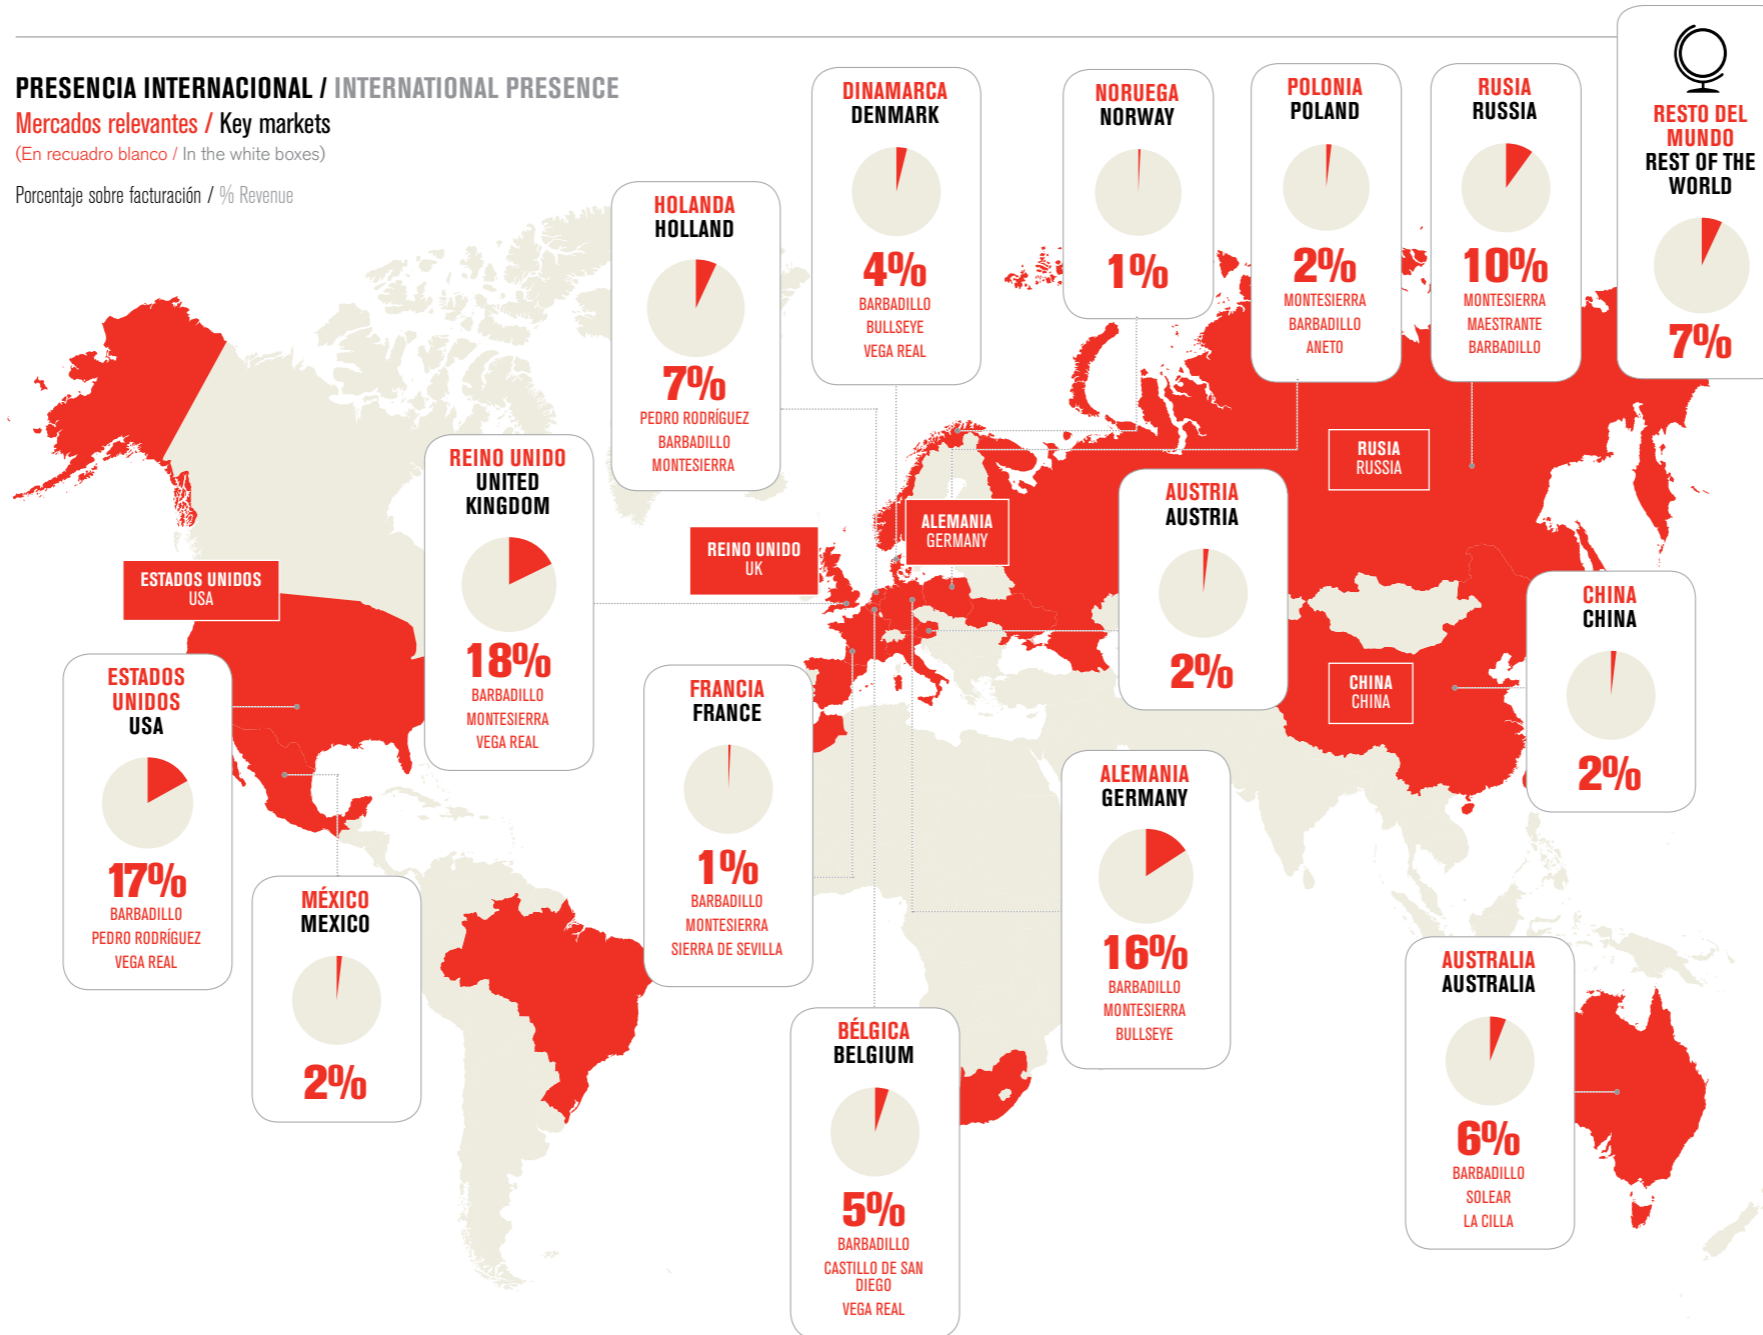 PRESENCIA INTERNACIONAL / INTERNATIONAL PRESENCE
Mercados relevantes / Key markets
(En recuadro blanco / In the white boxes)
Porcentaje sobre facturación / % Revenue
HOLANDA
HOLLAND
7%
PEDRO RODRÍGUEZ
BARBADILLO
MONTESIERRA
DINAMARCA
DENMARK
4%
BARBADILLO
BULLSEYE
VEGA REAL
NORUEGA
NORWAY
1%
POLONIA
POLAND
2%
MONTESIERRA
BARBADILLO
ANETO
RUSIA
RUSSIA
10%
MONTESIERRA
MAESTRANTE
BARBADILLO
RESTO DEL
MUNDO
REST OF THE
WORLD
7%
REINO UNIDO
UNITED
KINGDOM
18%
BARBADILLO
MONTESIERRA
VEGA REAL
REINO UNIDO
UK
ALEMANIA
GERMANY
RUSIA
RUSSIA
AUSTRIA
AUSTRIA
2%
ESTADOS UNIDOS
USA
ESTADOS
UNIDOS
USA
17%
BARBADILLO
PEDRO RODRÍGUEZ
VEGA REAL
FRANCIA
FRANCE
1%
BARBADILLO
MONTESIERRA
SIERRA DE SEVILLA
CHINA
CHINA
CHINA
CHINA
2%
MÉXICO
MEXICO
2%
ALEMANIA
GERMANY
16%
BARBADILLO
MONTESIERRA
BULLSEYE
BÉLGICA
BELGIUM
5%
BARBADILLO
CASTILLO DE SAN
DIEGO
VEGA REAL
AUSTRALIA
AUSTRALIA
6%
BARBADILLO
SOLEAR
LA CILLA